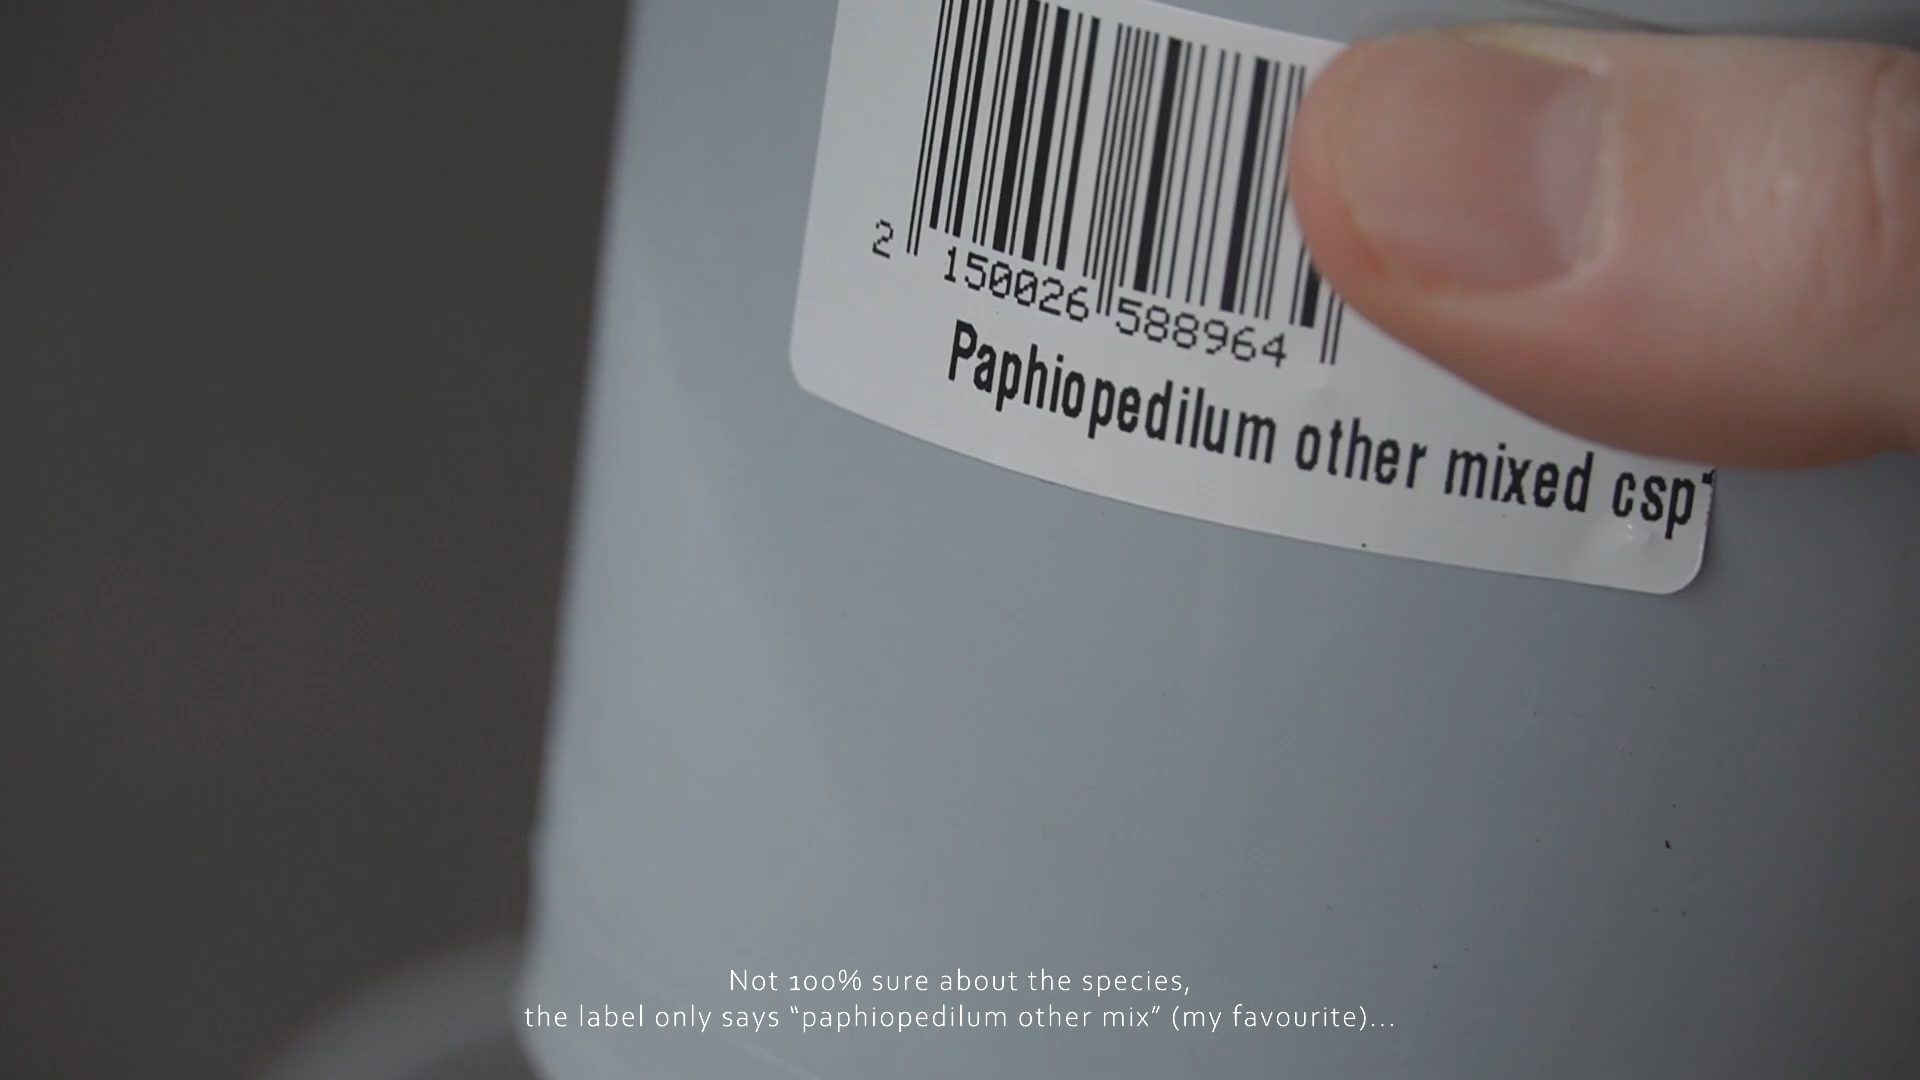 2 150026 588964
Paphiopedilum other mixed csp
Not 100% sure about the species,
the label only says “paphiopedilum other mix” (my favourite)...